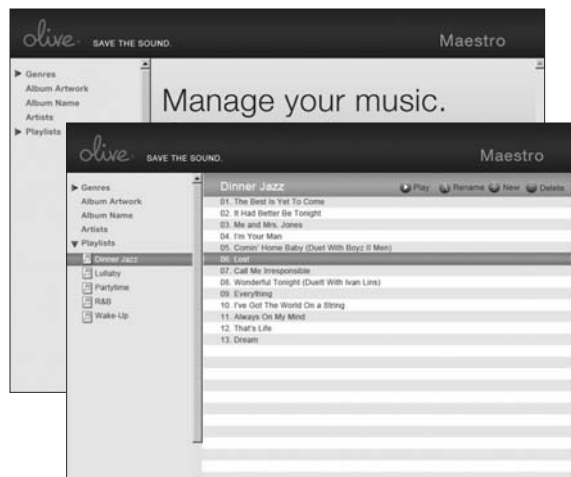 olive SAVE THE SOUND. Maestro
Genres
Album Artwork
Album Name
Artists
Playlists
Manage your music.
olive SAVE THE SOUND. Maestro
Genres
Album Artwork
Album Name
Artists
Playlists
Dinner Jazz
Lullaby
Partytime
R&B
Wake-Up
Dinner Jazz Play Rename New Delete
01. The Best Is Yet To Come
02. It Had Better Be Tonight
03. Me and Mrs. Jones
04. I'm Your Man
05. Comin' Home Baby (Duet With Boyz II Men)
06. Lost
07. Call Me Irresponsible
08. Wonderful Tonight (Duett With Ivan Lins)
09. Everything
10. I've Got The World On a String
11. Always On My Mind
12. That's Life
13. Dream